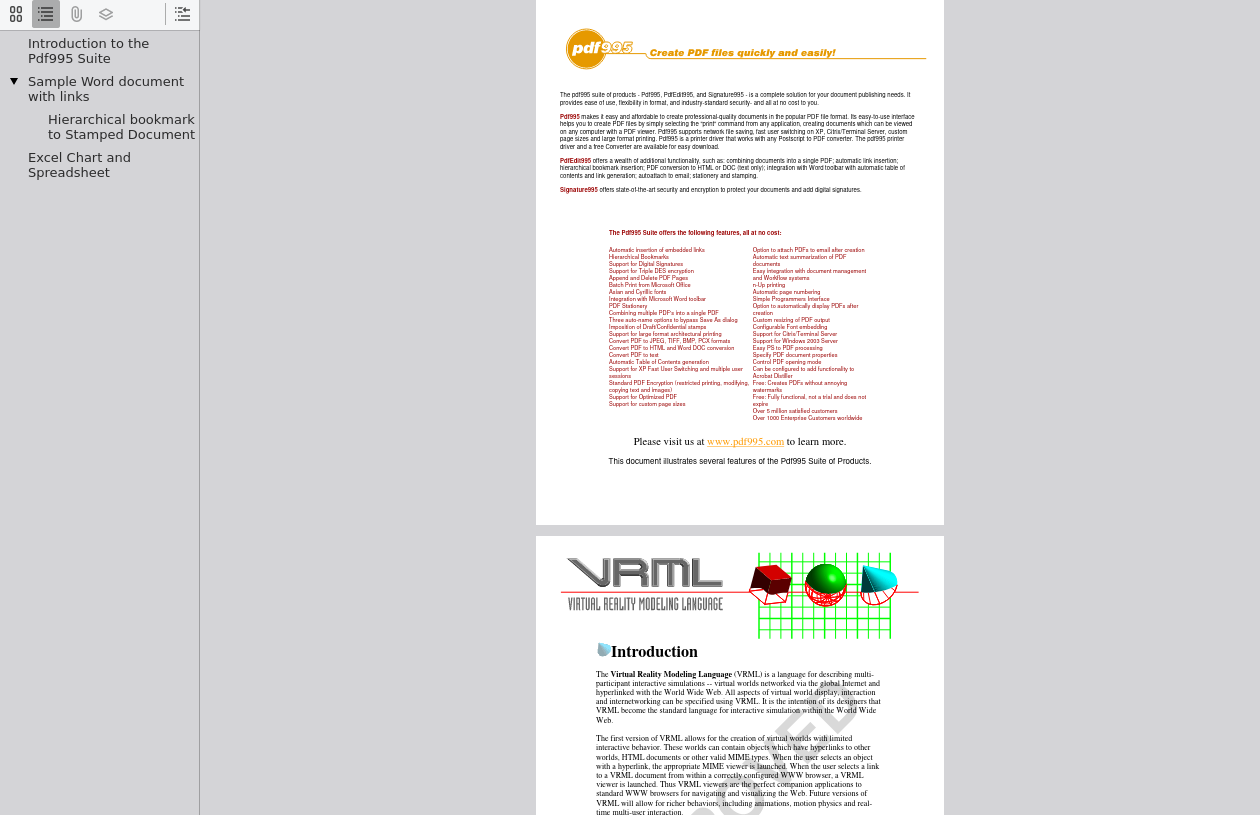 Introduction to the
Pdf995 Suite
Sample Word document
with links
Hierarchical bookmark
to Stamped Document
Excel Chart and
Spreadsheet
pdf995
Create PDF files quickly and easily!
The pdf995 suite of products - Pdf995, PdfEdit995, and Signature995 - is a complete solution for your document publishing needs. It
provides ease of use, flexibility in format, and industry-standard security- and all at no cost to you.
Pdf995 makes it easy and affordable to create professional-quality documents in the popular PDF file format. Its easy-to-use interface
helps you to create PDF files by simply selecting the "print" command from any application, creating documents which can be viewed
on any computer with a PDF viewer. Pdf995 supports network file saving, fast user switching on XP, Citrix/Terminal Server, custom
page sizes and large format printing. Pdf995 is a printer driver that works with any Postscript to PDF converter. The pdf995 printer
driver and a free Converter are available for easy download.
PdfEdit995 offers a wealth of additional functionality, such as: combining documents into a single PDF; automatic link insertion;
hierarchical bookmark insertion; PDF conversion to HTML or DOC (text only); integration with Word toolbar with automatic table of
contents and link generation; autoattach to email; stationery and stamping.
Signature995 offers state-of-the-art security and encryption to protect your documents and add digital signatures.
The Pdf995 Suite offers the following features, all at no cost:
Automatic insertion of embedded links
Hierarchical Bookmarks
Support for Digital Signatures
Support for Triple DES encryption
Append and Delete PDF Pages
Batch Print from Microsoft Office
Asian and Cyrillic fonts
Integration with Microsoft Word toolbar
PDF Stationery
Combining multiple PDF's into a single PDF
Three auto-name options to bypass Save As dialog
Imposition of Draft/Confidential stamps
Support for large format architectural printing
Convert PDF to JPEG, TIFF, BMP, PCX formats
Convert PDF to HTML and Word DOC conversion
Convert PDF to text
Automatic Table of Contents generation
Support for XP Fast User Switching and multiple user
sessions
Standard PDF Encryption (restricted printing, modifying,
copying text and images)
Support for Optimized PDF
Support for custom page sizes
Option to attach PDFs to email after creation
Automatic text summarization of PDF
documents
Easy integration with document management
and Workflow systems
n-Up printing
Automatic page numbering
Simple Programmers Interface
Option to automatically display PDFs after
creation
Custom resizing of PDF output
Configurable Font embedding
Support for Citrix/Terminal Server
Support for Windows 2003 Server
Easy PS to PDF processing
Specify PDF document properties
Control PDF opening mode
Can be configured to add functionality to
Acrobat Distiller
Free: Creates PDFs without annoying
watermarks
Free: Fully functional, not a trial and does not
expire
Over 5 million satisfied customers
Over 1000 Enterprise Customers worldwide
Please visit us at www.pdf995.com to learn more.
This document illustrates several features of the Pdf995 Suite of Products.
VRML
VIRTUAL REALITY MODELING LANGUAGE
Introduction
The Virtual Reality Modeling Language (VRML) is a language for describing multi-
participant interactive simulations -- virtual worlds networked via the global Internet and
hyperlinked with the World Wide Web. All aspects of virtual world display, interaction
and internetworking can be specified using VRML. It is the intention of its designers that
VRML become the standard language for interactive simulation within the World Wide
Web.
The first version of VRML allows for the creation of virtual worlds with limited
interactive behavior. These worlds can contain objects which have hyperlinks to other
worlds, HTML documents or other valid MIME types. When the user selects an object
with a hyperlink, the appropriate MIME viewer is launched. When the user selects a link
to a VRML document from within a correctly configured WWW browser, a VRML
viewer is launched. Thus VRML viewers are the perfect companion applications to
standard WWW browsers for navigating and visualizing the Web. Future versions of
VRML will allow for richer behaviors, including animations, motion physics and real-
time multi-user interaction.
OVED